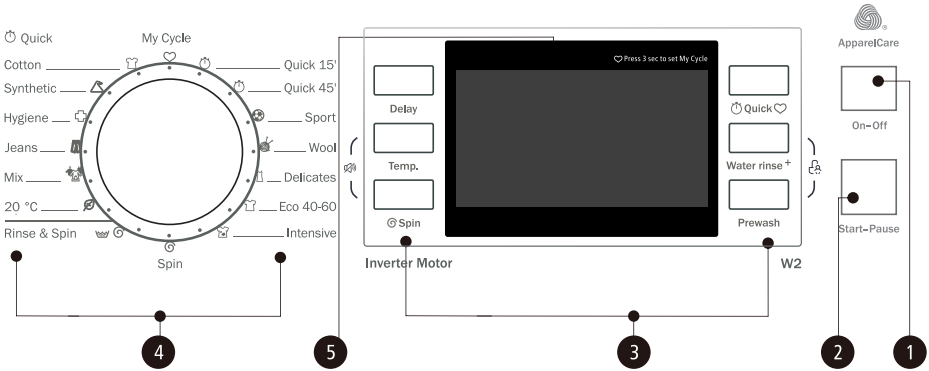 Quick
My Cycle
Cotton
Synthetic
Hygiene
Jeans
Mix
20 °C
Rinse & Spin
Quick 15'
Quick 45'
Sport
Wool
Delicates
Eco 40-60
Intensive
Spin
Delay
Temp.
Spin
Press 3 sec to set My Cycle
Quick
Water rinse+
Prewash
Inverter Motor
W2
ApparelCare
On-Off
Start-Pause
4
5
3
2
1